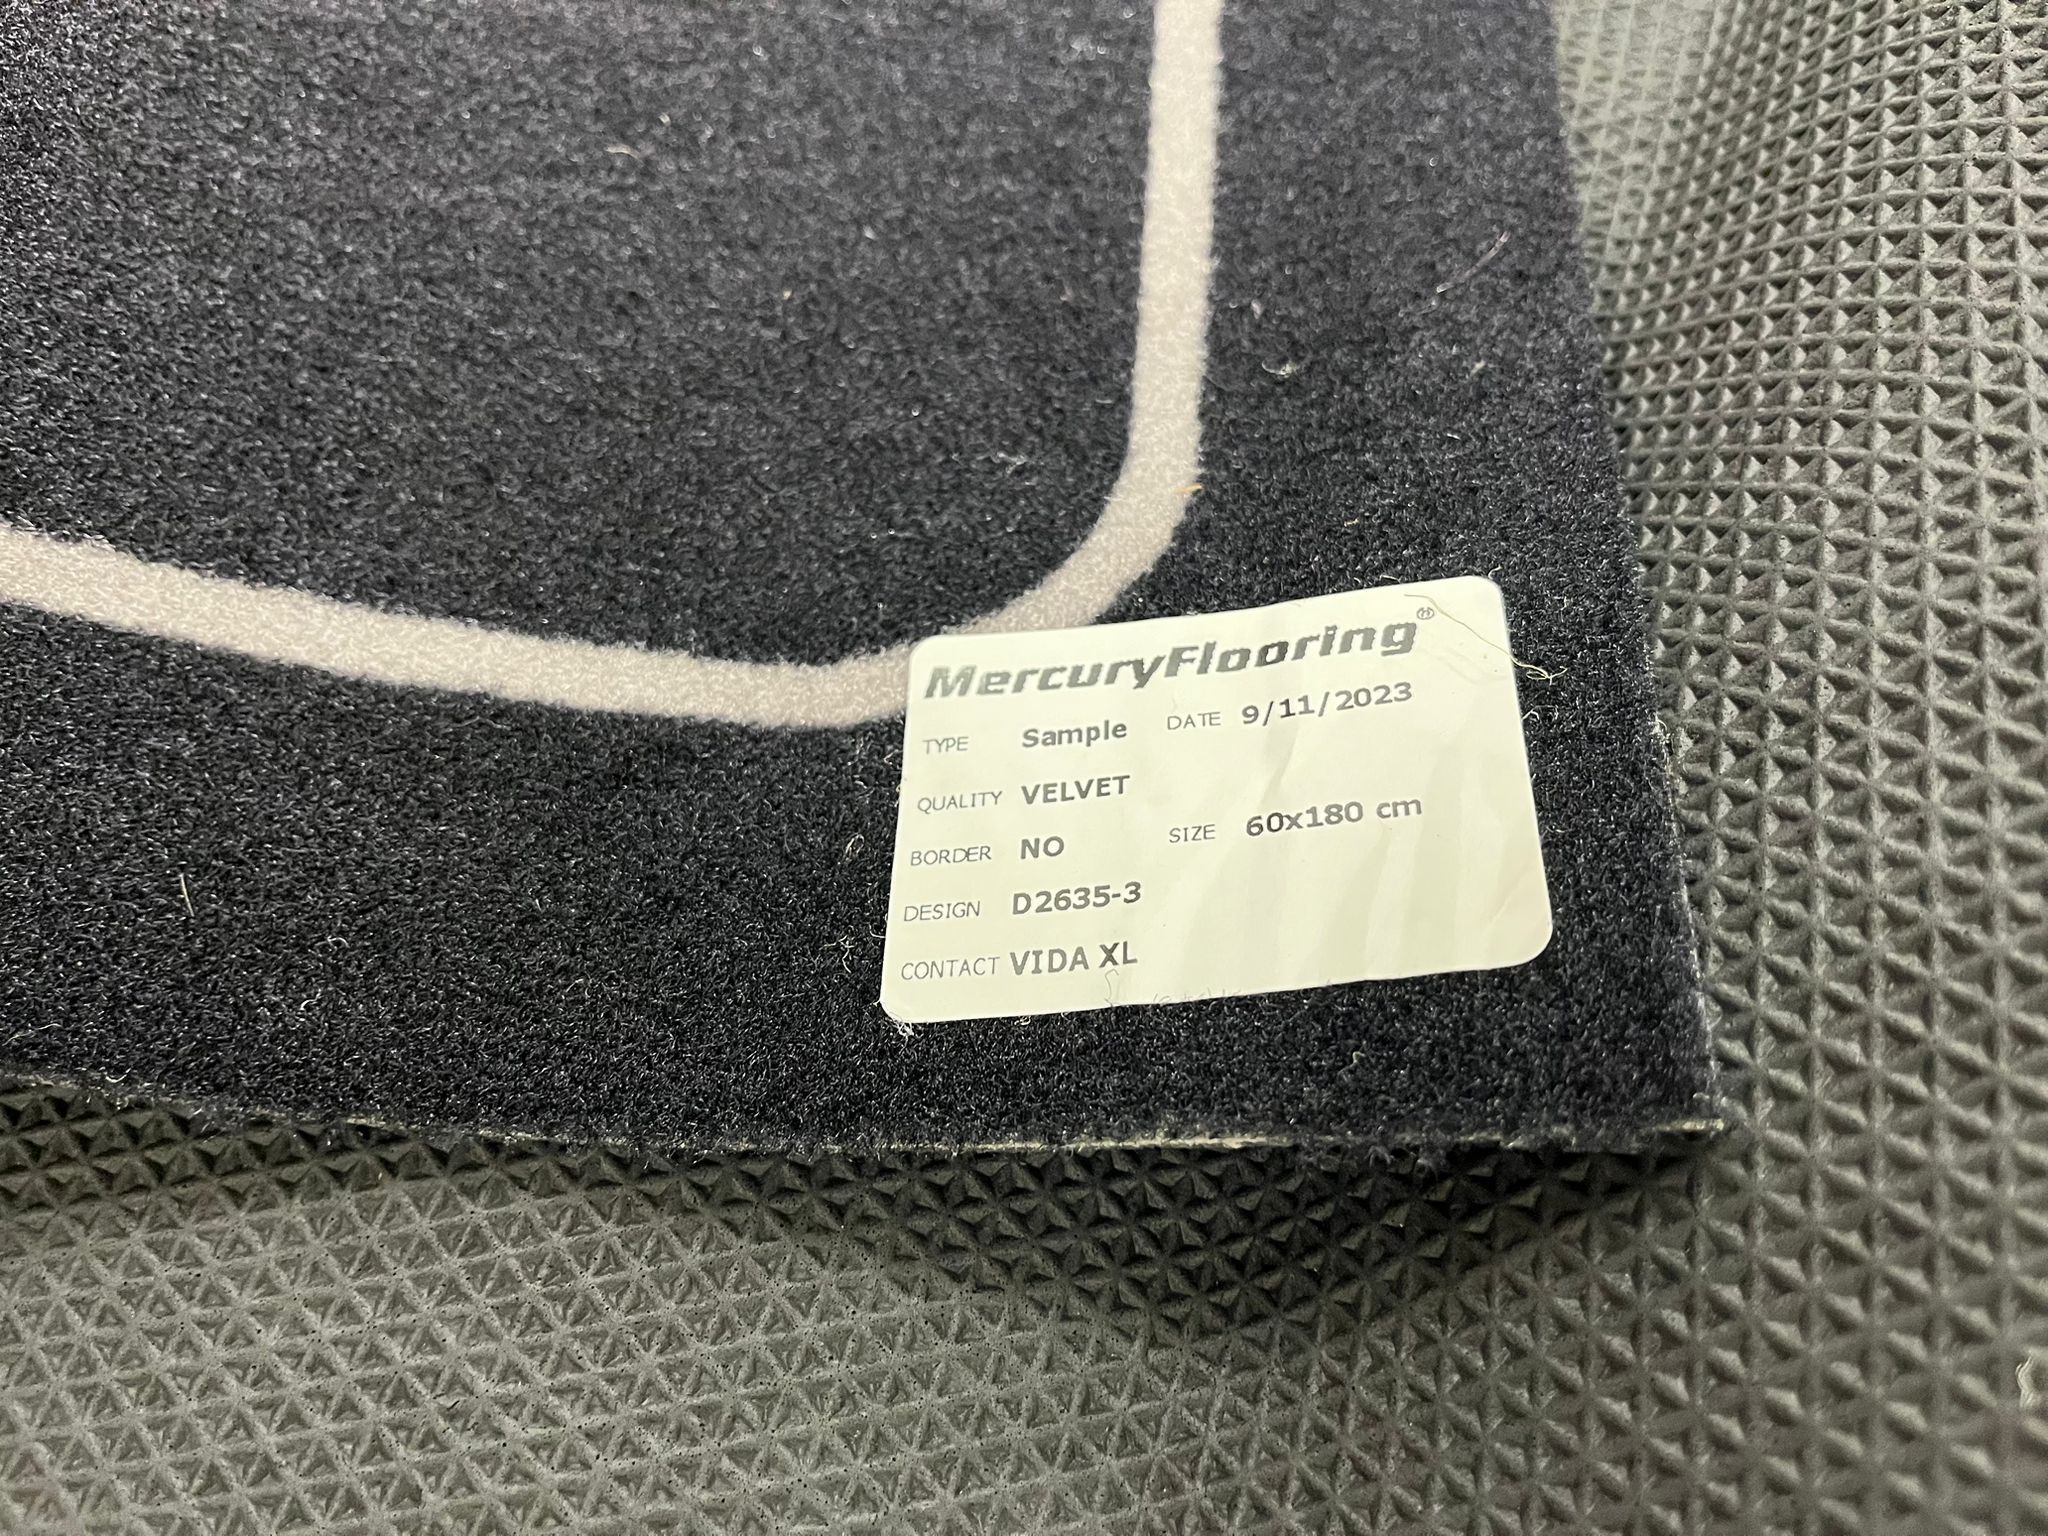 MercuryFlooring®
TYPE Sample DATE 9/11/2023
QUALITY VELVET
BORDER NO SIZE 60x180 cm
DESIGN D2635-3
CONTACT VIDA XL